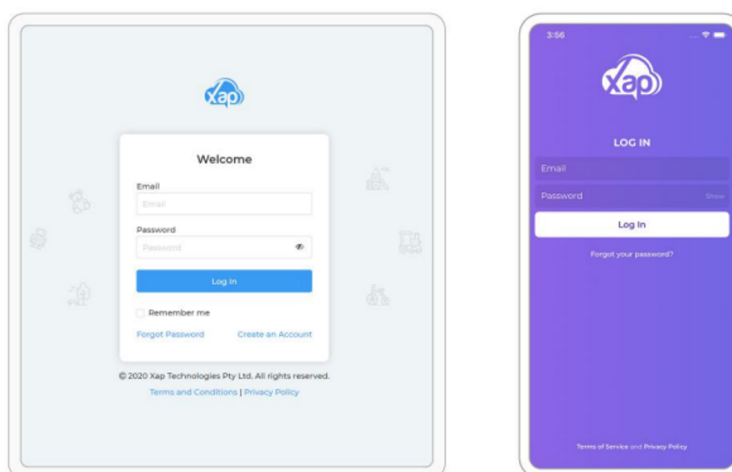 xap
Welcome
Email
Email
Password
Password
Log In
Remember me
Forgot Password Create an Account
© 2020 Xap Technologies Pty Ltd. All rights reserved.
Terms and Conditions | Privacy Policy
3:56
xap
LOG IN
Email
Password Show
Log In
Forgot your password?
Terms of Service and Privacy Policy